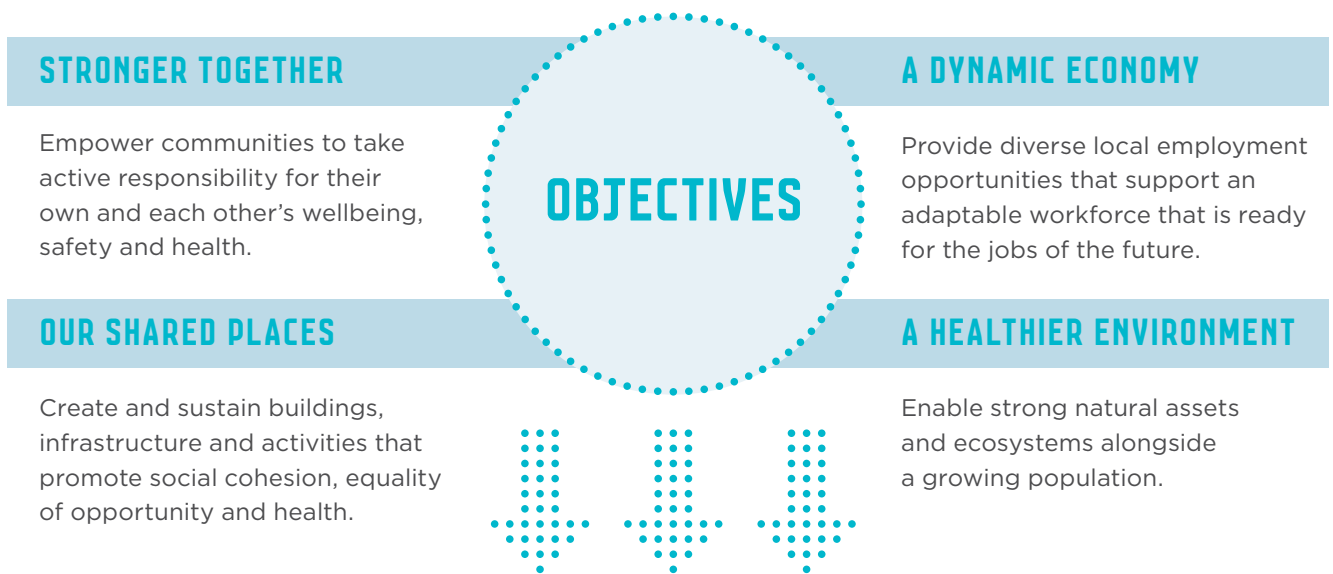 STRONGER TOGETHER
Empower communities to take
active responsibility for their
own and each other’s wellbeing,
safety and health.
OUR SHARED PLACES
Create and sustain buildings,
infrastructure and activities that
promote social cohesion, equality
of opportunity and health.
OBJECTIVES
A DYNAMIC ECONOMY
Provide diverse local employment
opportunities that support an
adaptable workforce that is ready
for the jobs of the future.
A HEALTHIER ENVIRONMENT
Enable strong natural assets
and ecosystems alongside
a growing population.